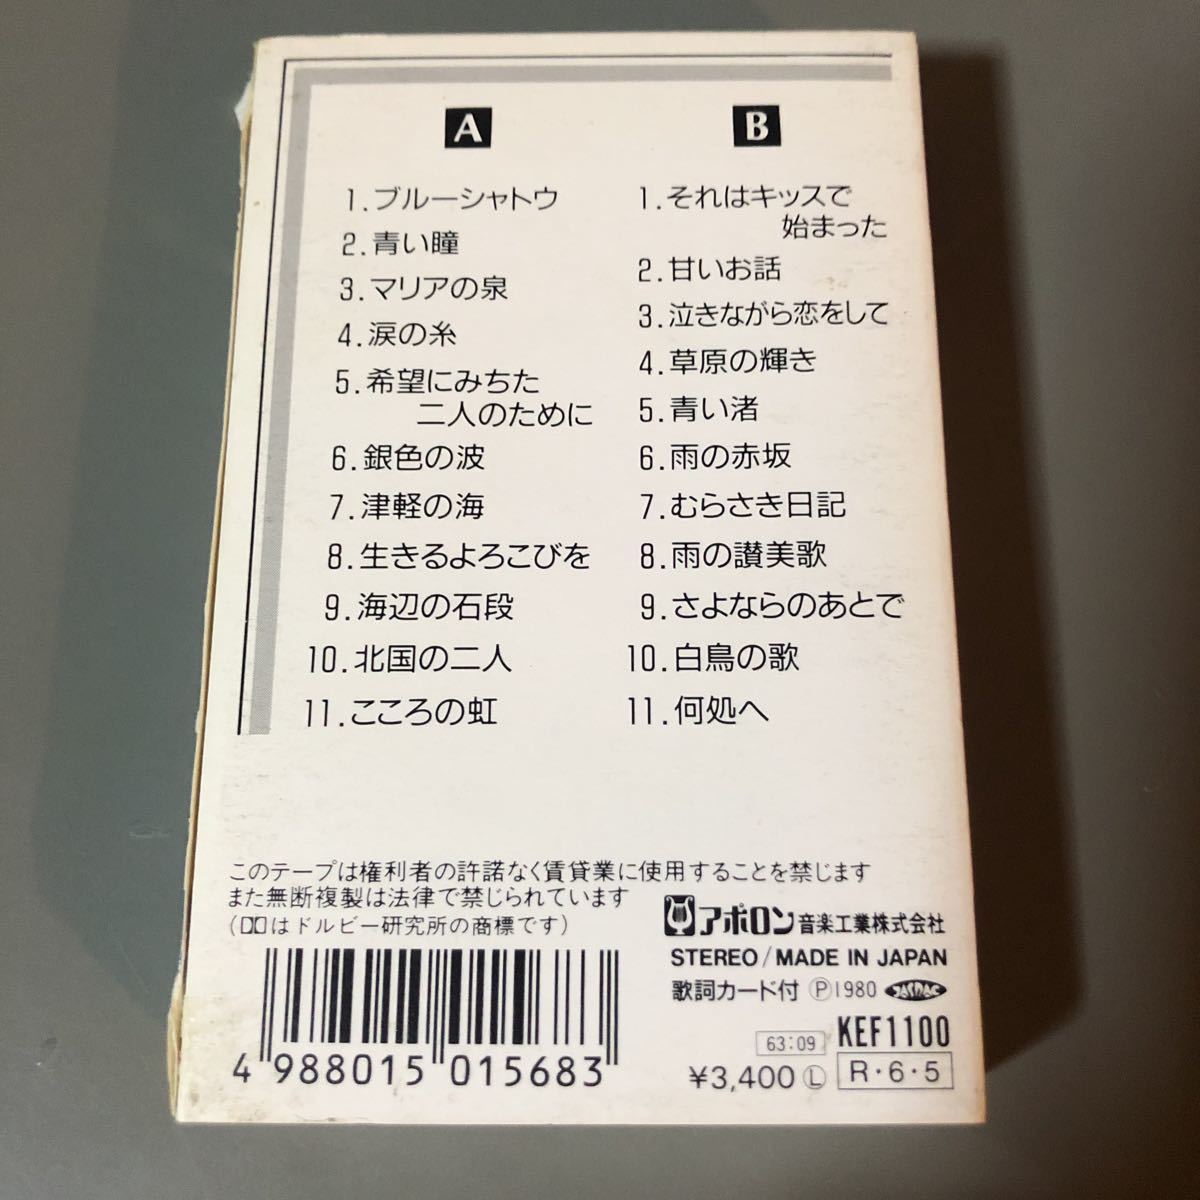 A
1.ブルーシャトウ
2.青い瞳
3.マリアの泉
4.涙の糸
5.希望にみちた
二人のために
6.銀色の波
7.津軽の海
8.生きるよろこびを
9.海辺の石段
10.北国の二人
11.こころの虹
B
1.それはキッスで
始まった
2.甘いお話
3.泣きながら恋をして
4.草原の輝き
5.青い渚
6.雨の赤坂
7.むらさき日記
8.雨の讃美歌
9.さよならのあとで
10.白鳥の歌
11.何処へ
このテープは権利者の許諾なく賃貸業に使用することを禁じます
また無断複製は法律で禁じられています
(DDはドルビー研究所の商標です)
アポロン音楽工業株式会社
STEREO/MADE IN JAPAN
歌詞カード付 Ⓟ1980 JASRAC
63:09 KEF1100
¥3,400 Ⓛ R・6・5
4 988015 015683